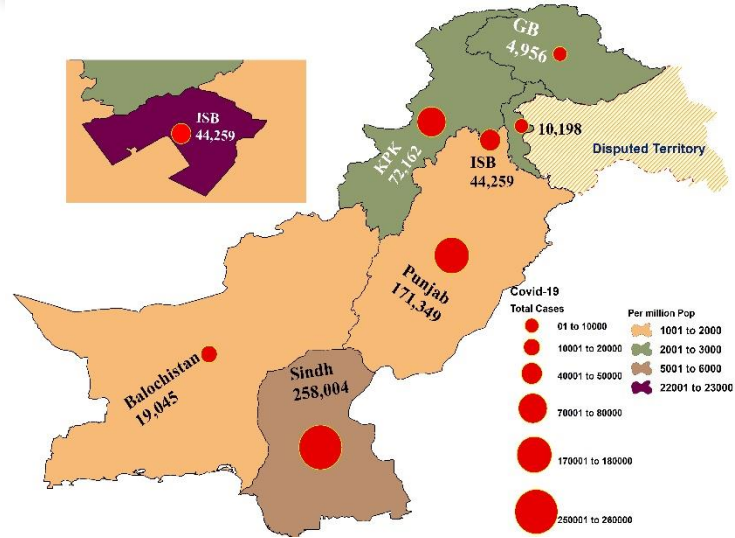 GB
4,956
ISB
44,259
10,198
Disputed Territory
KPK
72,162
ISB
44,259
Punjab
171,349
Balochistan
19,045
Sindh
258,004
Covid-19
Total Cases
01 to 10000
10001 to 20000
40001 to 50000
70001 to 80000
170001 to 180000
250001 to 260000
Per million Pop
1001 to 2000
2001 to 3000
5001 to 6000
22001 to 23000